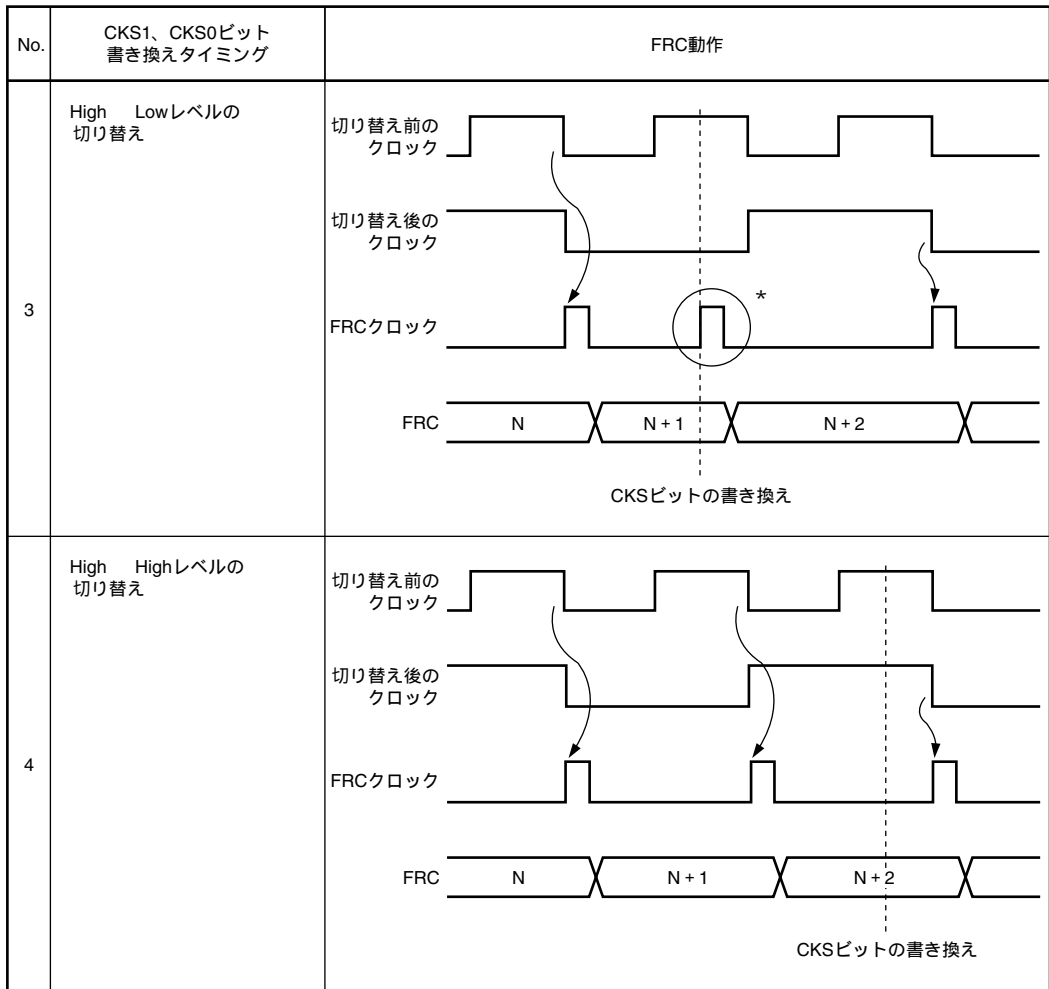 No.
CKS1、CKS0ビット
書き換えタイミング
FRC動作
3
High Lowレベルの
切り替え
切り替え前の
クロック
切り替え後の
クロック
FRCクロック
*
FRC
N
N + 1
N + 2
CKSビットの書き換え
4
High Highレベルの
切り替え
切り替え前の
クロック
切り替え後の
クロック
FRCクロック
FRC
N
N + 1
N + 2
CKSビットの書き換え